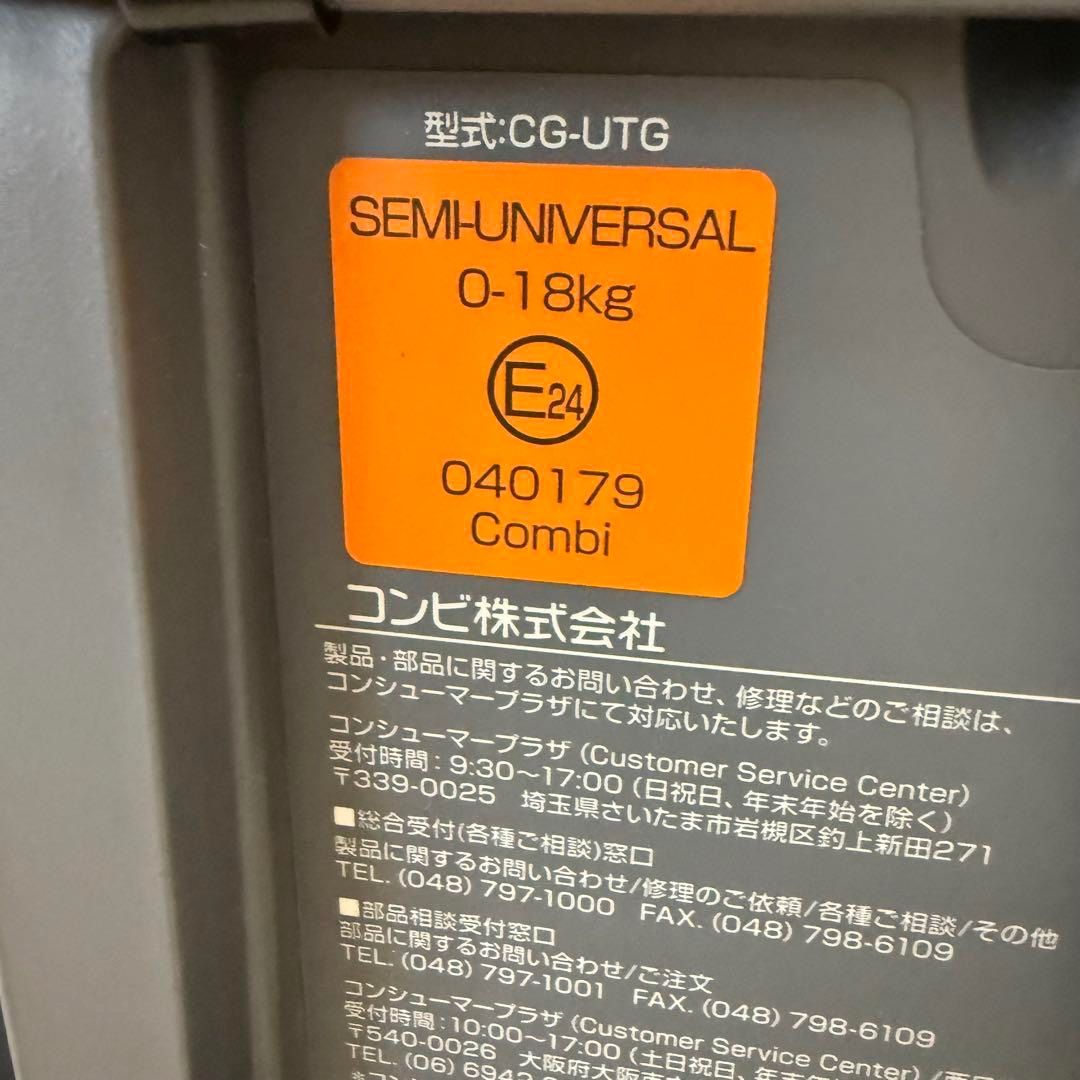 型式:CG-UTG
SEMI-UNIVERSAL
0-18kg
E24
040179
Combi
コンビ株式会社
製品・部品に関するお問い合わせ、修理などのご相談は、
コンシューマープラザにて対応いたします。
コンシューマープラザ (Customer Service Center)
受付時間:9:30〜17:00 (日祝日、年末年始を除く)
〒339-0025 埼玉県さいたま市岩槻区釣上新田271
■総合受付(各種ご相談)窓口
製品に関するお問い合わせ/修理のご依頼/各種ご相談/その他
TEL. (048) 797-1000 FAX. (048) 798-6109
■部品相談受付窓口
部品に関するお問い合わせ/ご注文
TEL. (048) 797-1001 FAX. (048) 798-6109
コンシューマープラザ (Customer Service Center) /
受付時間:10:00〜17:00 (土日祝日、年末年始
〒540-0026 大阪府大阪市
TEL. (06) 6942-